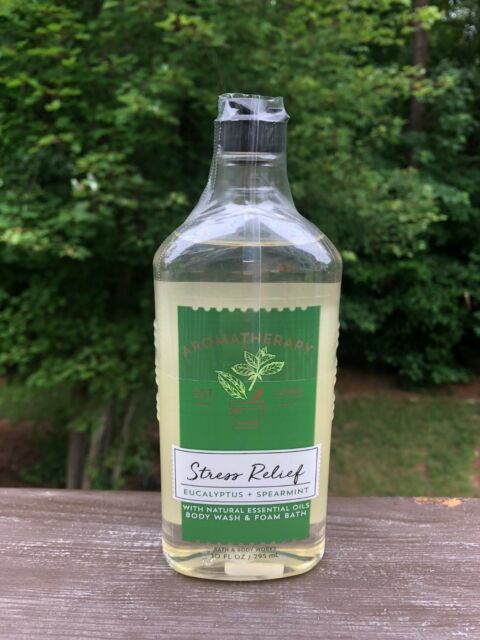 AROMATHERAPY
EST.
Stress Relief
EUCALYPTUS + SPEARMINT
WITH NATURAL ESSENTIAL OILS
BODY WASH & FOAM BATH
BATH & BODY WORKS
10 FL OZ / 295 mL